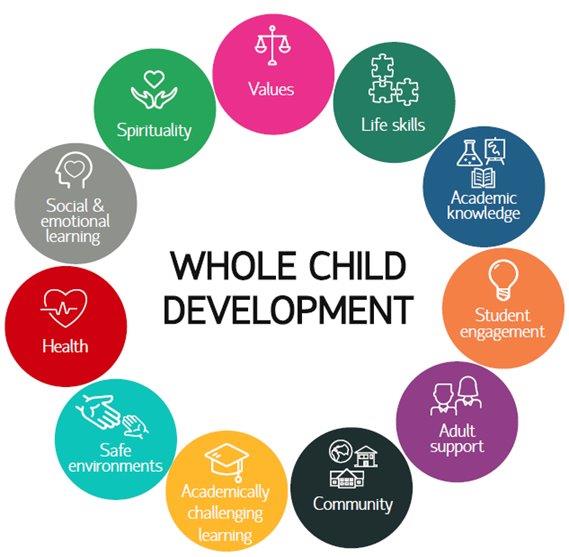 Values
Life skills
Academic
knowledge
Student
engagement
Adult
support
Community
Academically
challenging
learning
Safe
environments
Health
Social &
emotional
learning
Spirituality
WHOLE CHILD
DEVELOPMENT